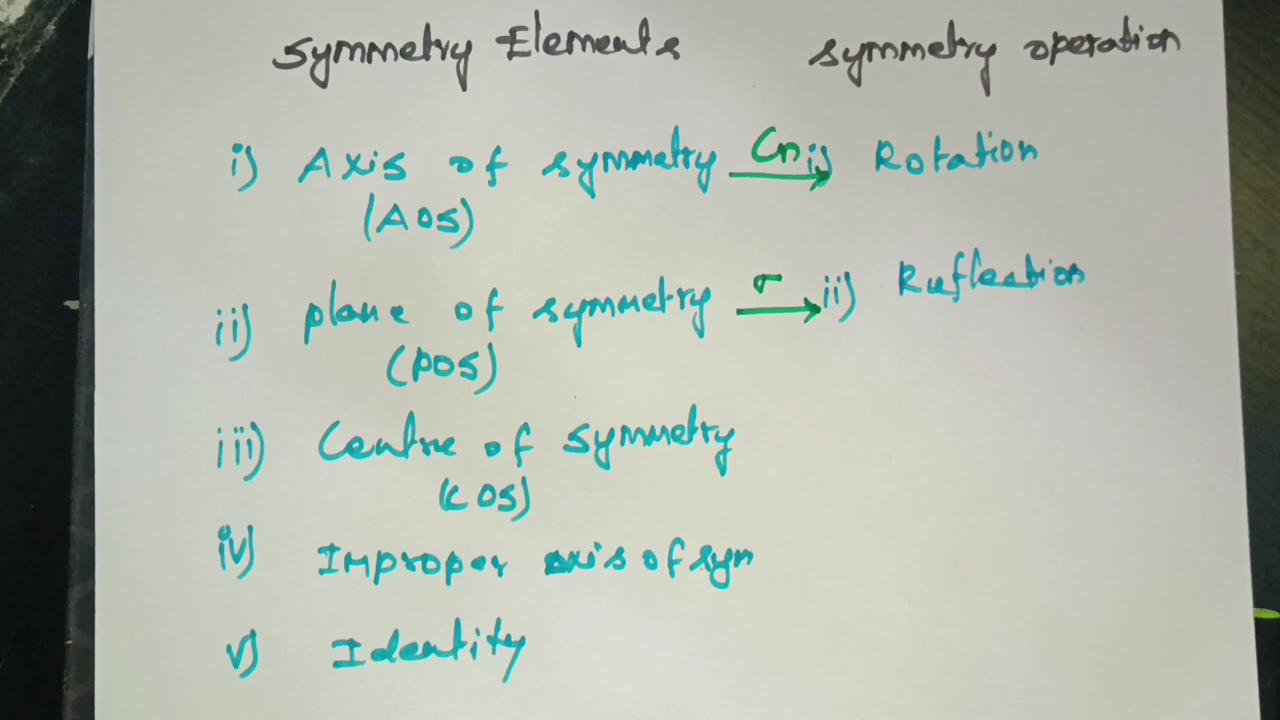 Symmetry Elements symmetry operation
i) Axis of symmetry Cn i) Rotation
(AOS)
ii) plane of symmetry σ ii) Reflection
(POS)
iii) Centre of symmetry
(COS)
iv) Improper axis of sym
v) Identity